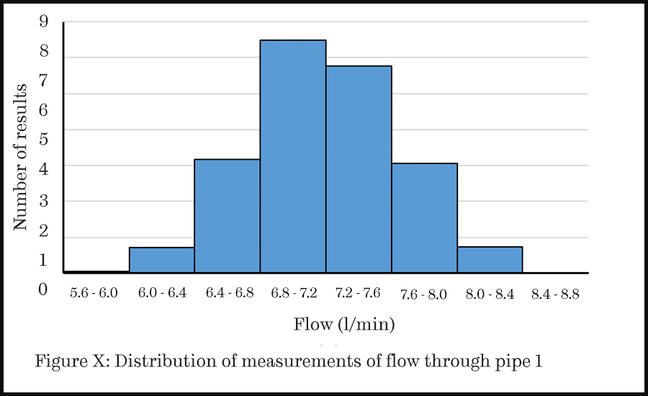 9
8
7
6
5
4
3
2
1
0
Number of results
5.6 - 6.0 6.0 - 6.4 6.4 - 6.8 6.8 - 7.2 7.2 - 7.6 7.6 - 8.0 8.0 - 8.4 8.4 - 8.8
Flow (l/min)
Figure X: Distribution of measurements of flow through pipe 1